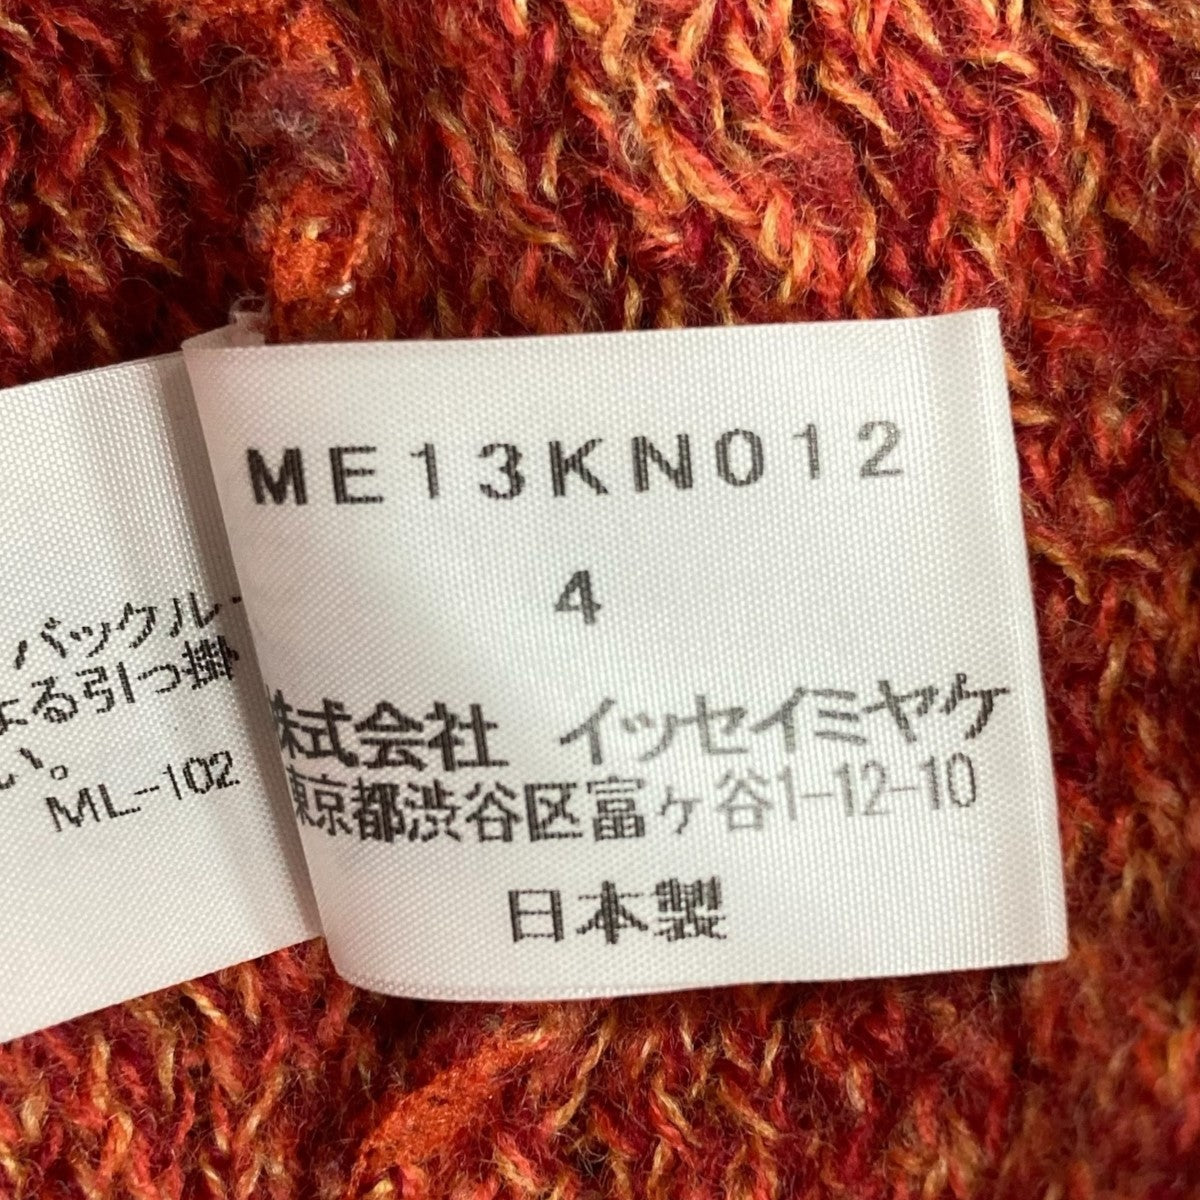 ME13KN012
4
株式会社 イッセイミヤケ
東京都渋谷区富ヶ谷1-12-10
日本製
バックル
よる引っ掛
い。
ML-102